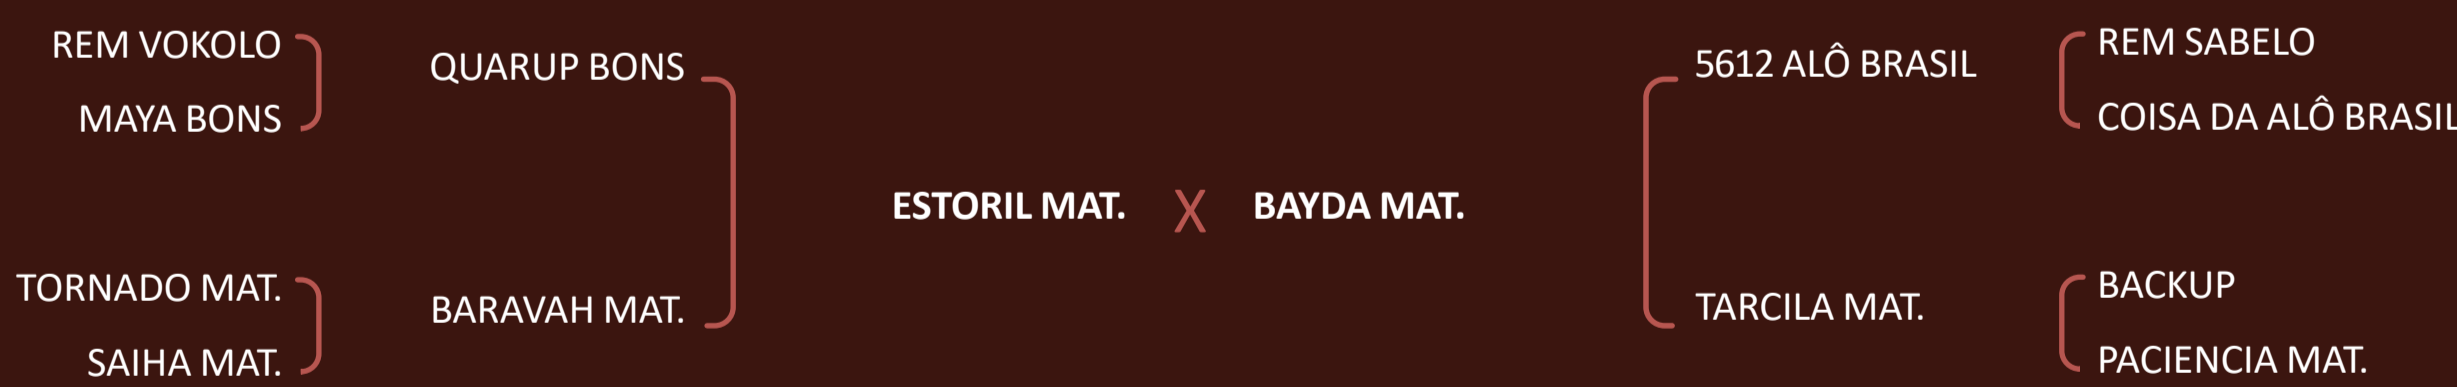 REM VOKOLO
MAYA BONS
QUARUP BONS
TORNADO MAT.
SAIHA MAT.
BARAVAH MAT.
ESTORIL MAT. X BAYDA MAT.
5612 ALÔ BRASIL
REM SABELO
COISA DA ALÔ BRASIL
TARCILA MAT.
BACKUP
PACIENCIA MAT.